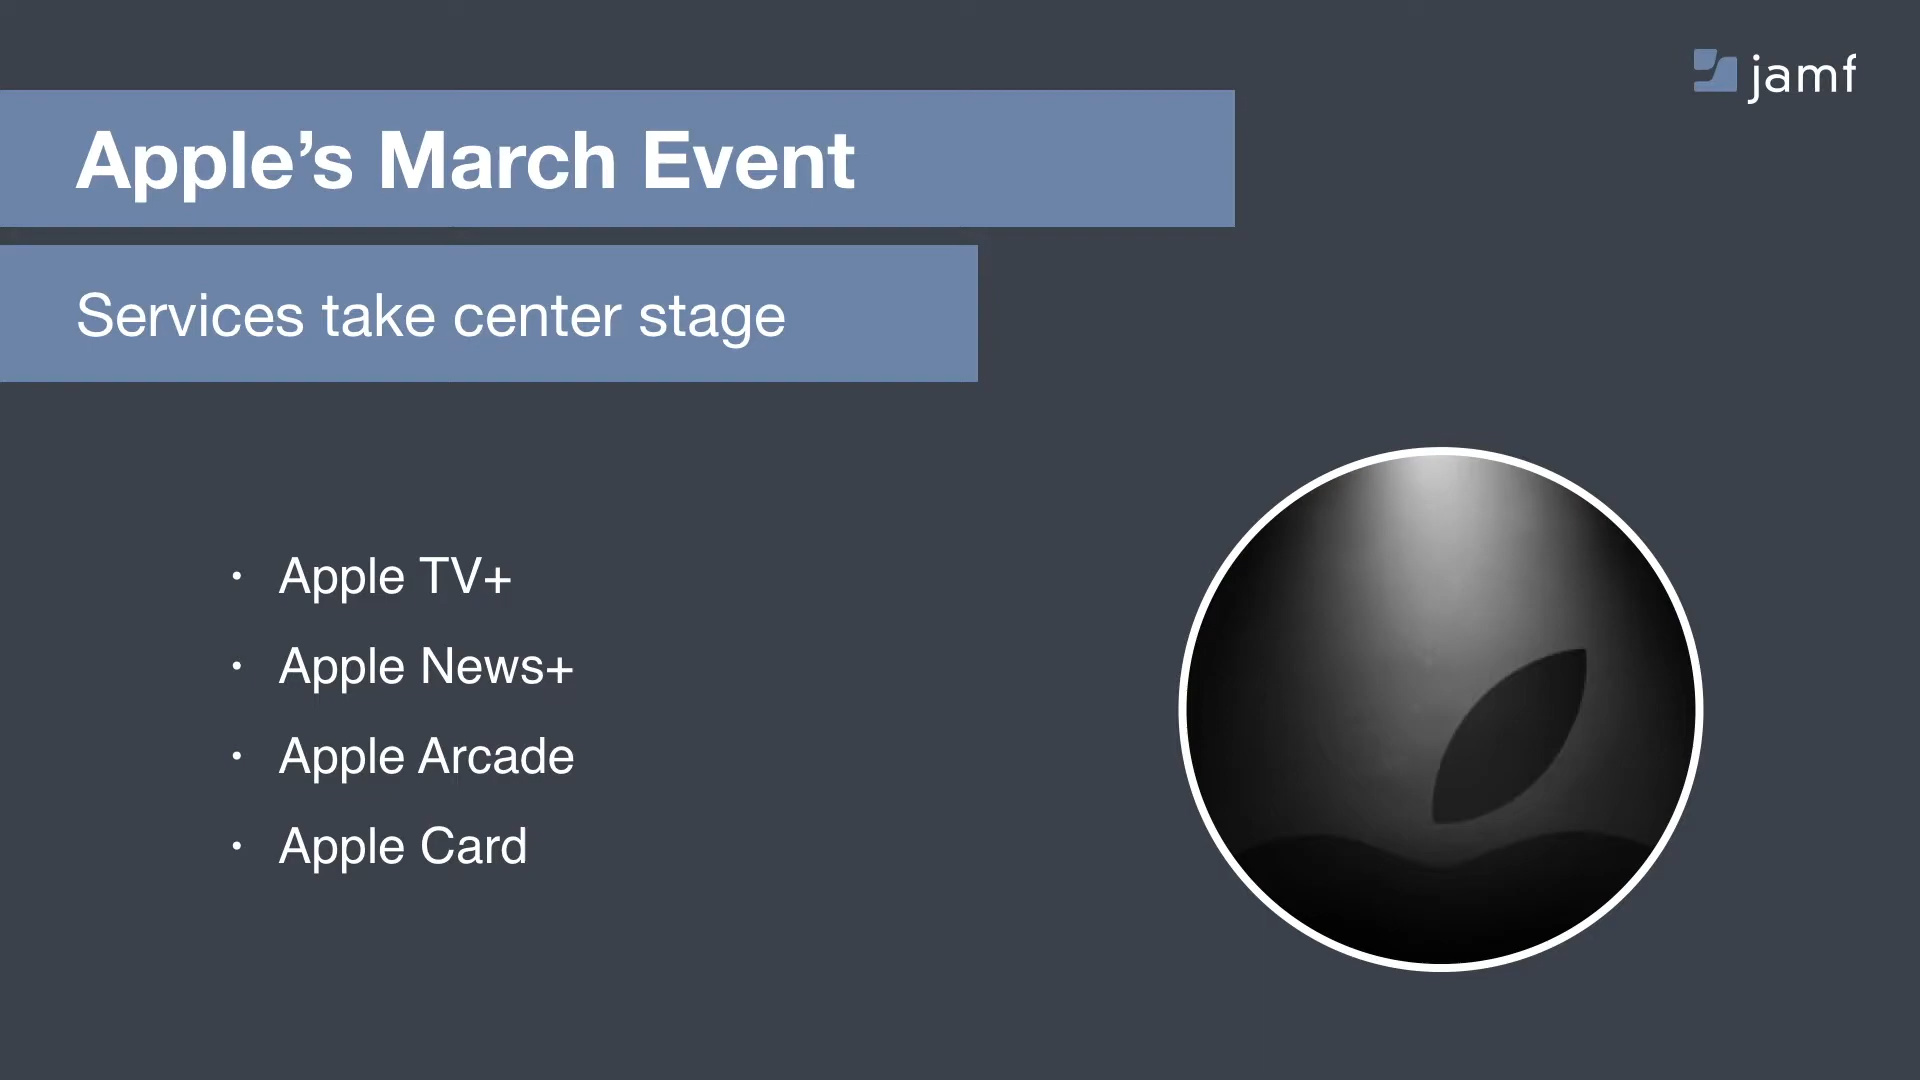 jamf
Apple’s March Event
Services take center stage
• Apple TV+
• Apple News+
• Apple Arcade
• Apple Card